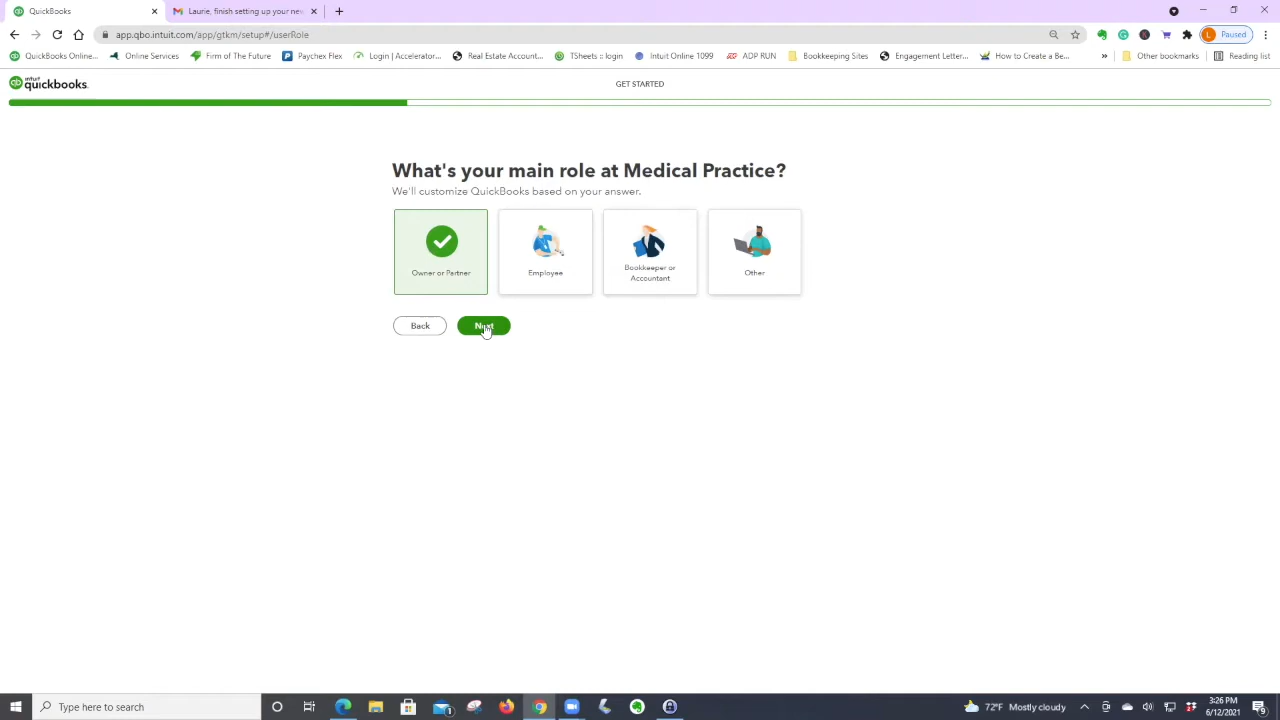 QuickBooks
Laurie, finish setting up your new
app.qbo.intuit.com/app/gtkm/setup#/userRole
L Paused
QuickBooks Online...
Online Services
Firm of The Future
Paychex Flex
Login | Accelerator...
Real Estate Account...
TSheets :: login
Intuit Online 1099
ADP RUN
Bookkeeping Sites
Engagement Letter...
How to Create a Be...
»
Other bookmarks
Reading list
intuit
quickbooks
GET STARTED
What's your main role at Medical Practice?
We'll customize QuickBooks based on your answer.
Owner or Partner
Employee
Bookkeeper or
Accountant
Other
Back
Next
Type here to search
72°F Mostly cloudy
3:26 PM
6/12/2021